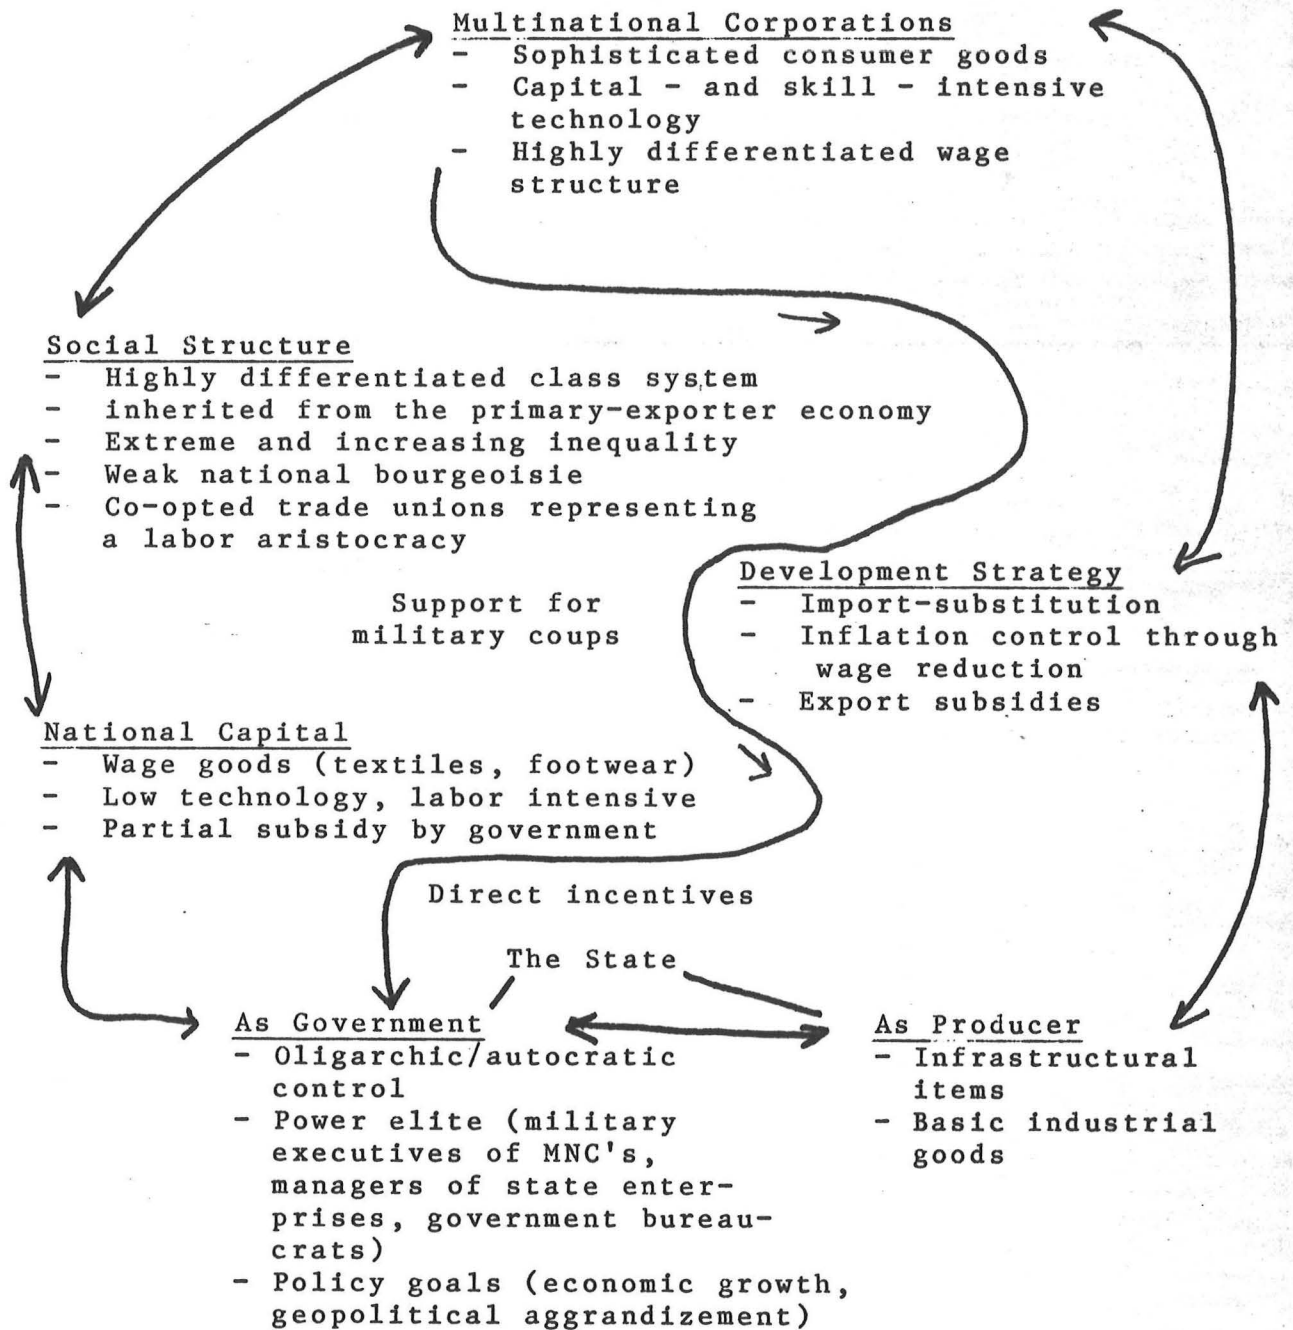 Multinational Corporations
- Sophisticated consumer goods
- Capital - and skill - intensive
technology
- Highly differentiated wage
structure
Social Structure
- Highly differentiated class system
- inherited from the primary-exporter economy
- Extreme and increasing inequality
- Weak national bourgeoisie
- Co-opted trade unions representing
a labor aristocracy
Support for
military coups
Development Strategy
- Import-substitution
- Inflation control through
wage reduction
- Export subsidies
National Capital
- Wage goods (textiles, footwear)
- Low technology, labor intensive
- Partial subsidy by government
Direct incentives
The State
As Government
- Oligarchic/autocratic
control
- Power elite (military
executives of MNC's,
managers of state enter-
prises, government bureau-
crats)
- Policy goals (economic growth,
geopolitical aggrandizement)
As Producer
- Infrastructural
items
- Basic industrial
goods